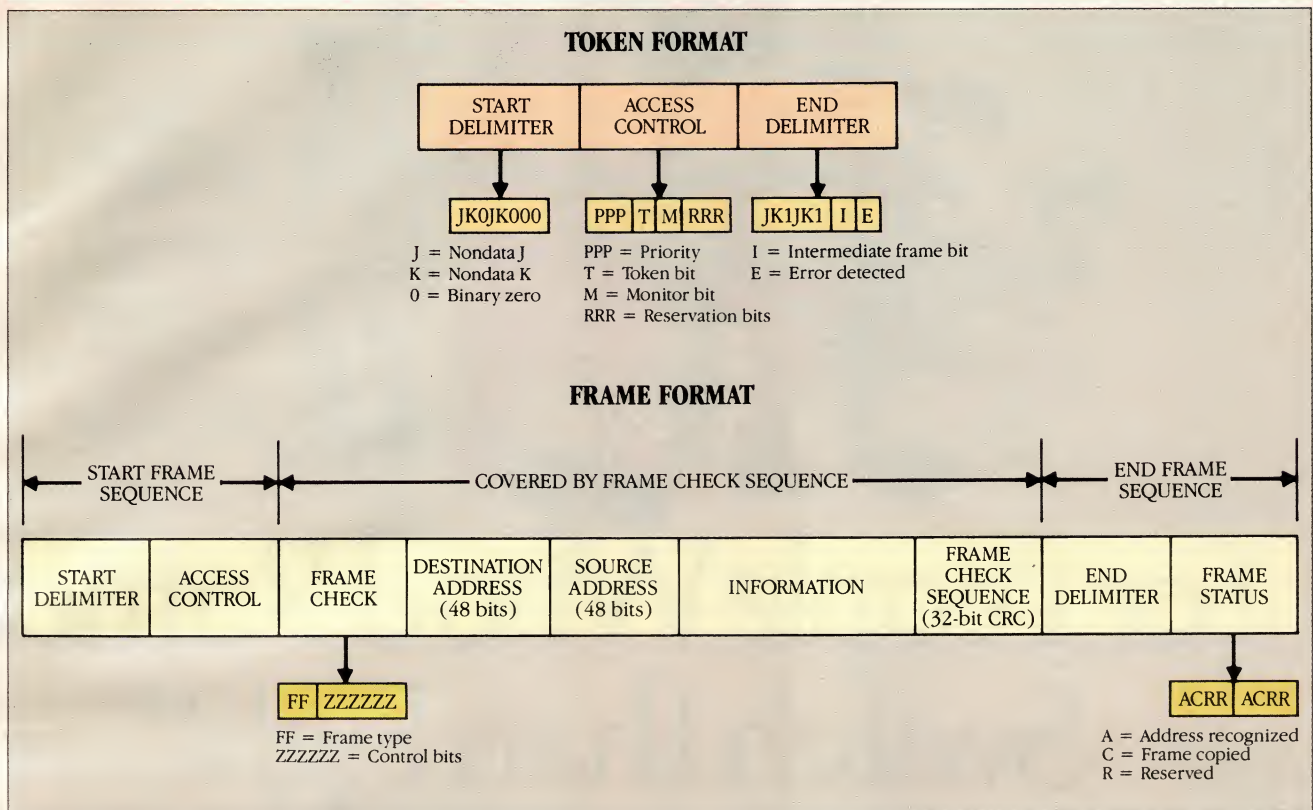 TOKEN FORMAT
START DELIMITER
ACCESS CONTROL
END DELIMITER
JK0JK000
PPP T M RRR
JK1JK1 I E
J = Nondata J
K = Nondata K
0 = Binary zero
PPP = Priority
T = Token bit
M = Monitor bit
RRR = Reservation bits
I = Intermediate frame bit
E = Error detected
FRAME FORMAT
START FRAME
SEQUENCE
COVERED BY FRAME CHECK SEQUENCE
END FRAME
SEQUENCE
START
DELIMITER
ACCESS
CONTROL
FRAME
CHECK
DESTINATION
ADDRESS
(48 bits)
SOURCE
ADDRESS
(48 bits)
INFORMATION
FRAME
CHECK
SEQUENCE
(32-bit CRC)
END
DELIMITER
FRAME
STATUS
FF ZZZZZZ
FF = Frame type
ZZZZZZ = Control bits
ACRR ACRR
A = Address recognized
C = Frame copied
R = Reserved